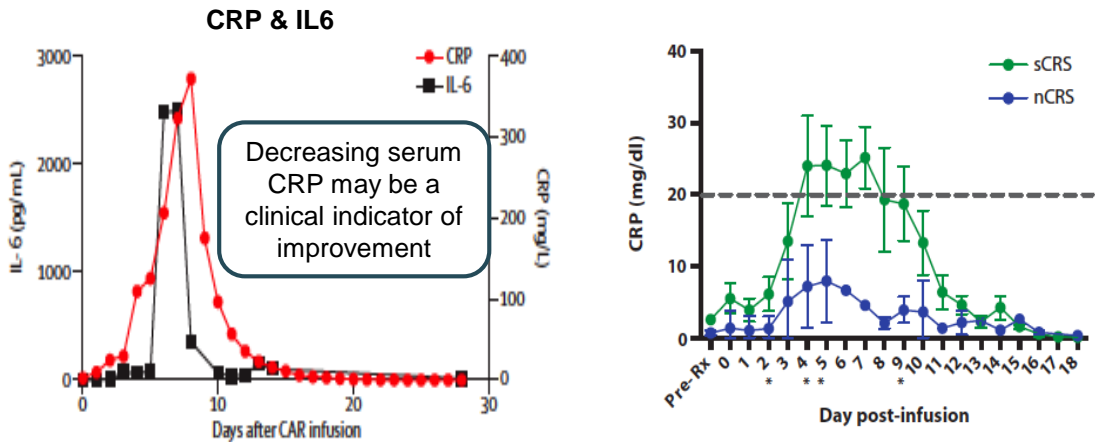 CRP & IL6
3000
2000
1000
0
IL- 6 (pg/mL)
400
300
200
100
0
CRP (mg/L)
CRP
IL-6
Decreasing serum
CRP may be a
clinical indicator of
improvement
0
10
20
30
Days after CAR infusion
40
30
20
10
0
CRP (mg/dl)
sCRS
nCRS
Pre- Rx
0
1
2
*
3
4
*
5
*
6
7
8
9
*
10
11
12
13
14
15
16
17
18
Day post-infusion